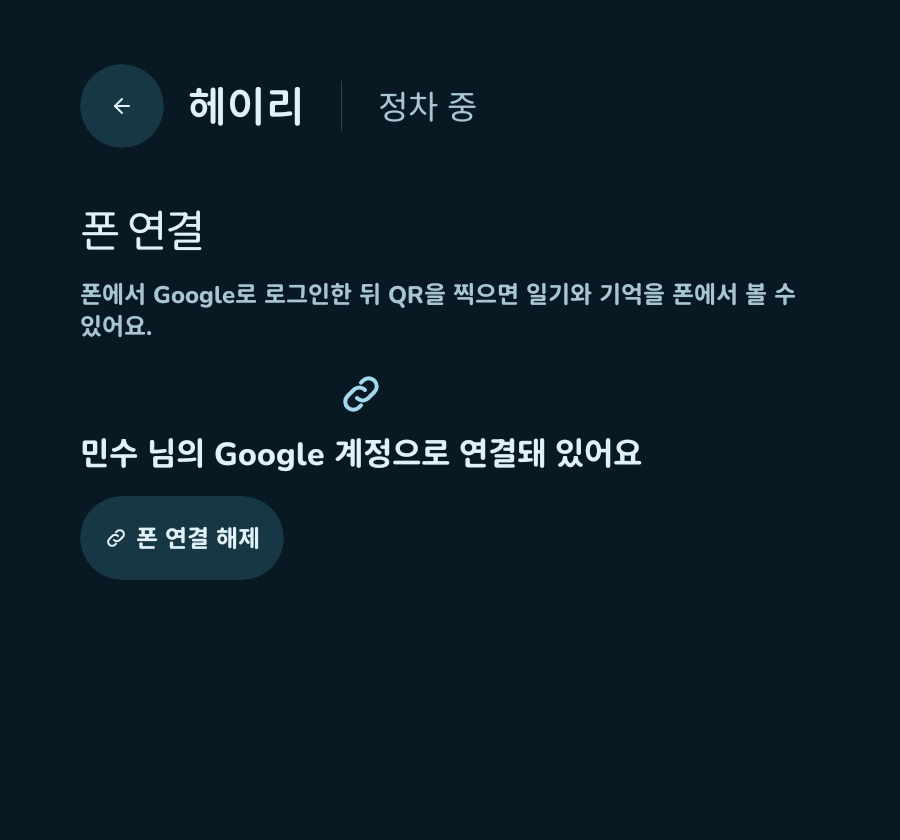 헤이리
정차 중
폰 연결
폰에서 Google로 로그인한 뒤 QR을 찍으면 일기와 기억을 폰에서 볼 수
있어요.
민수 님의 Google 계정으로 연결돼 있어요
폰 연결 해제